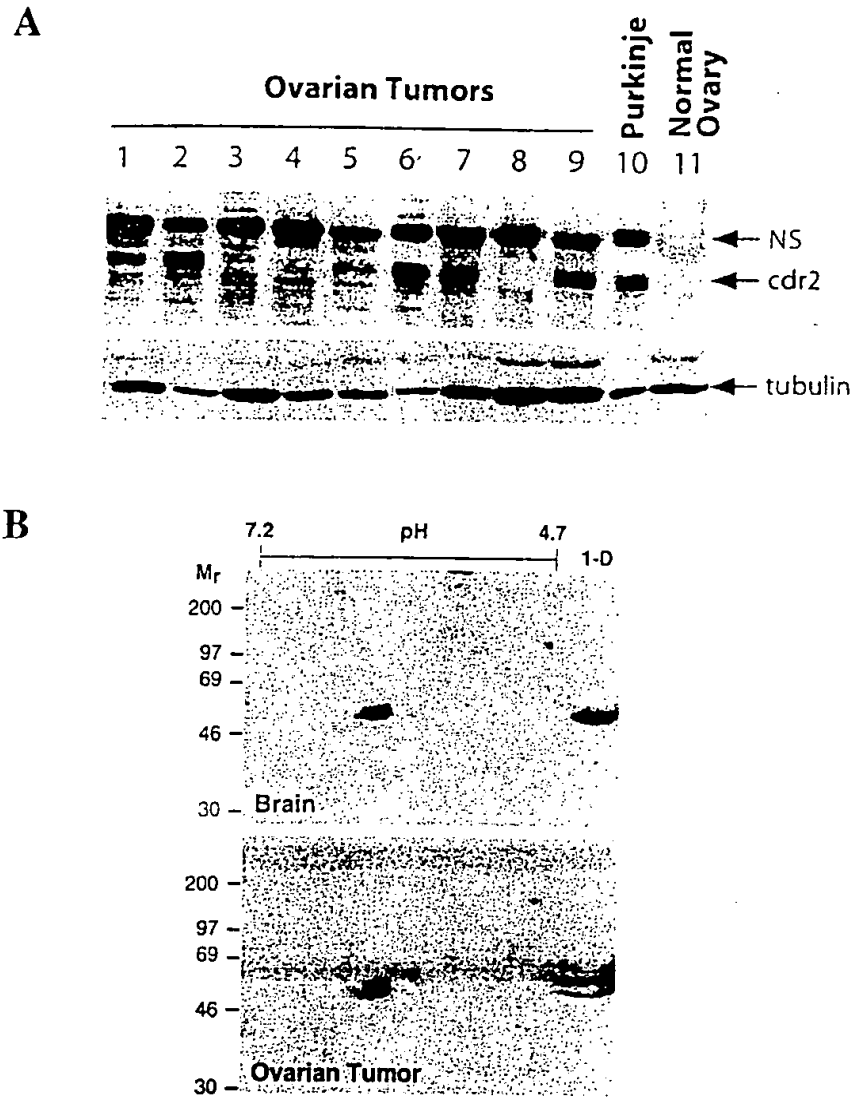 A
Ovarian Tumors
Purkinje
Normal
Ovary
1 2 3 4 5 6 7 8 9 10 11
NS
cdr2
tubulin
B
7.2 pH 4.7
1-D
Mr
200
97
69
46
30
Brain
200
97
69
46
30
Ovarian Tumor